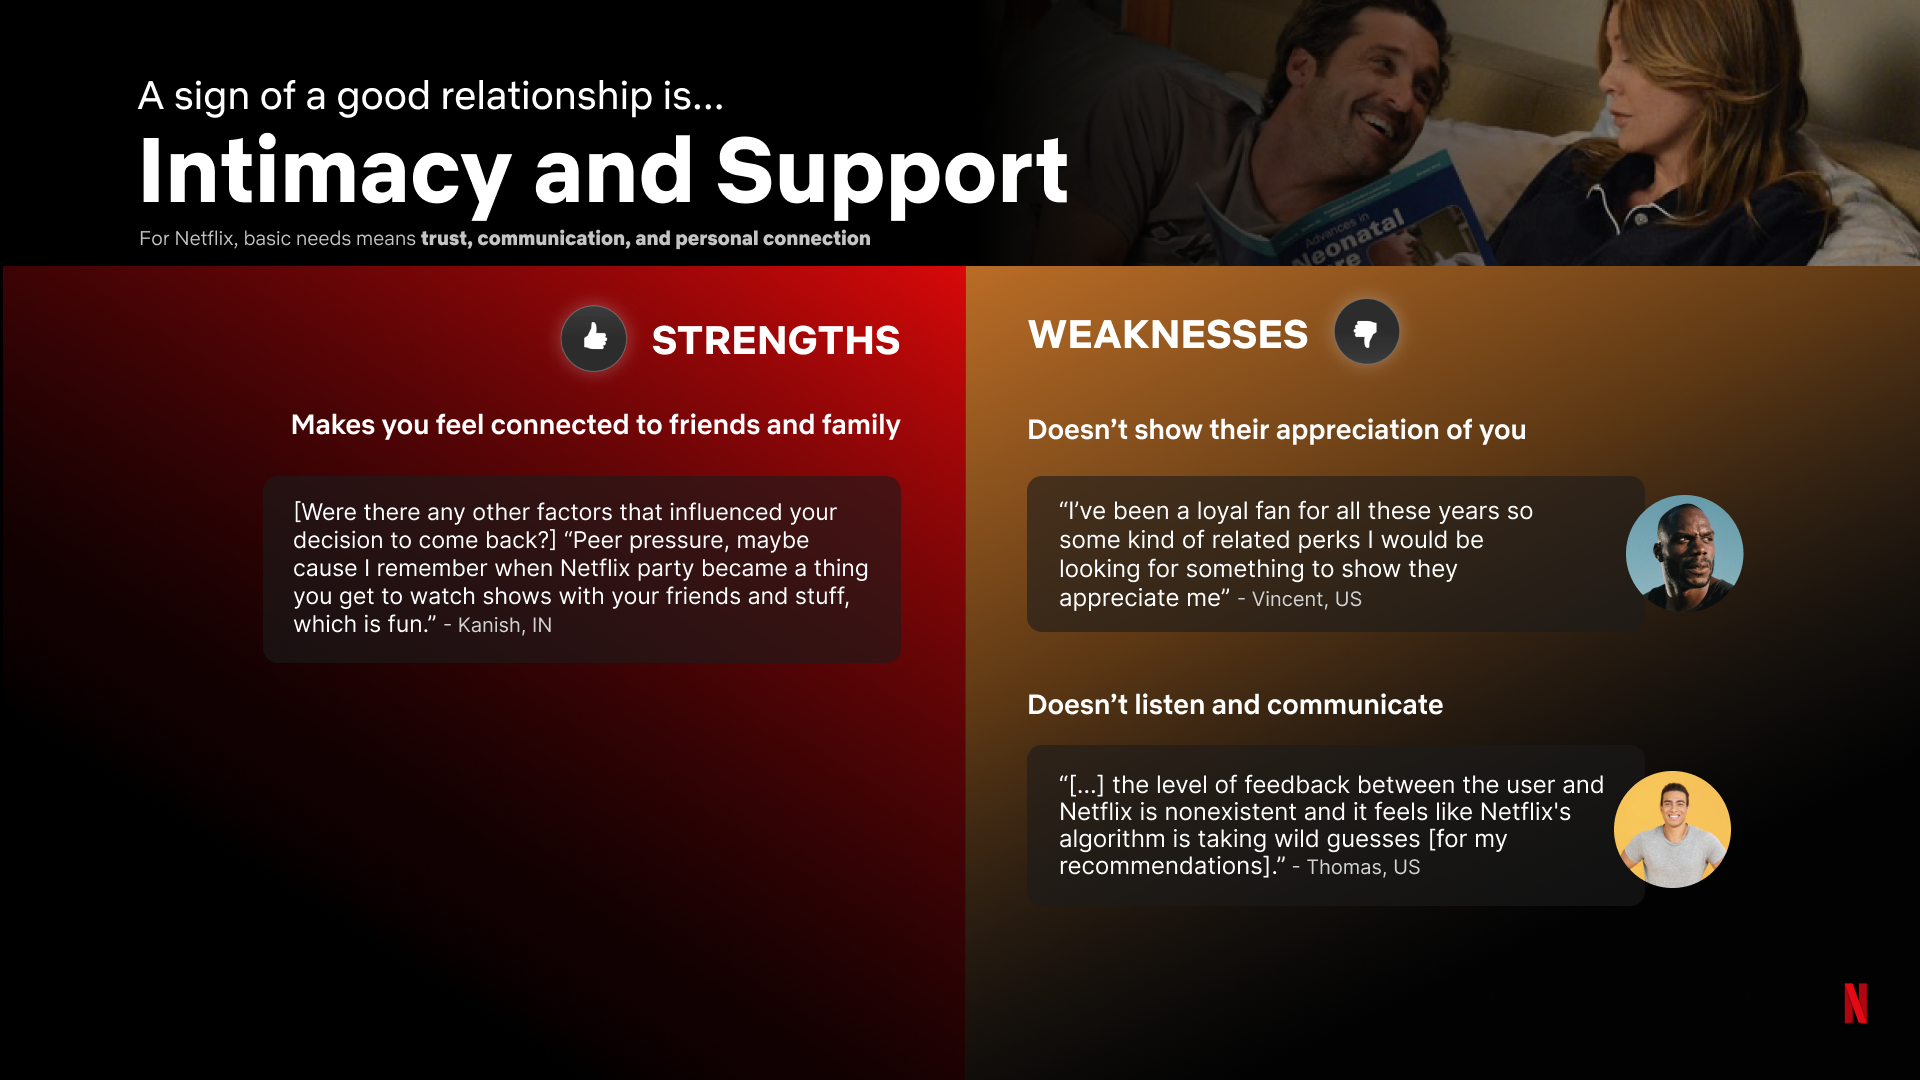 A sign of a good relationship is...
Intimacy and Support
For Netflix, basic needs means trust, communication, and personal connection
Advances in
Neonatal
STRENGTHS
Makes you feel connected to friends and family
[Were there any other factors that influenced your
decision to come back?] “Peer pressure, maybe
cause I remember when Netflix party became a thing
you get to watch shows with your friends and stuff,
which is fun.” - Kanish, IN
WEAKNESSES
Doesn’t show their appreciation of you
“I’ve been a loyal fan for all these years so
some kind of related perks I would be
looking for something to show they
appreciate me” - Vincent, US
Doesn’t listen and communicate
“[...] the level of feedback between the user and
Netflix is nonexistent and it feels like Netflix's
algorithm is taking wild guesses [for my
recommendations].” - Thomas, US
N